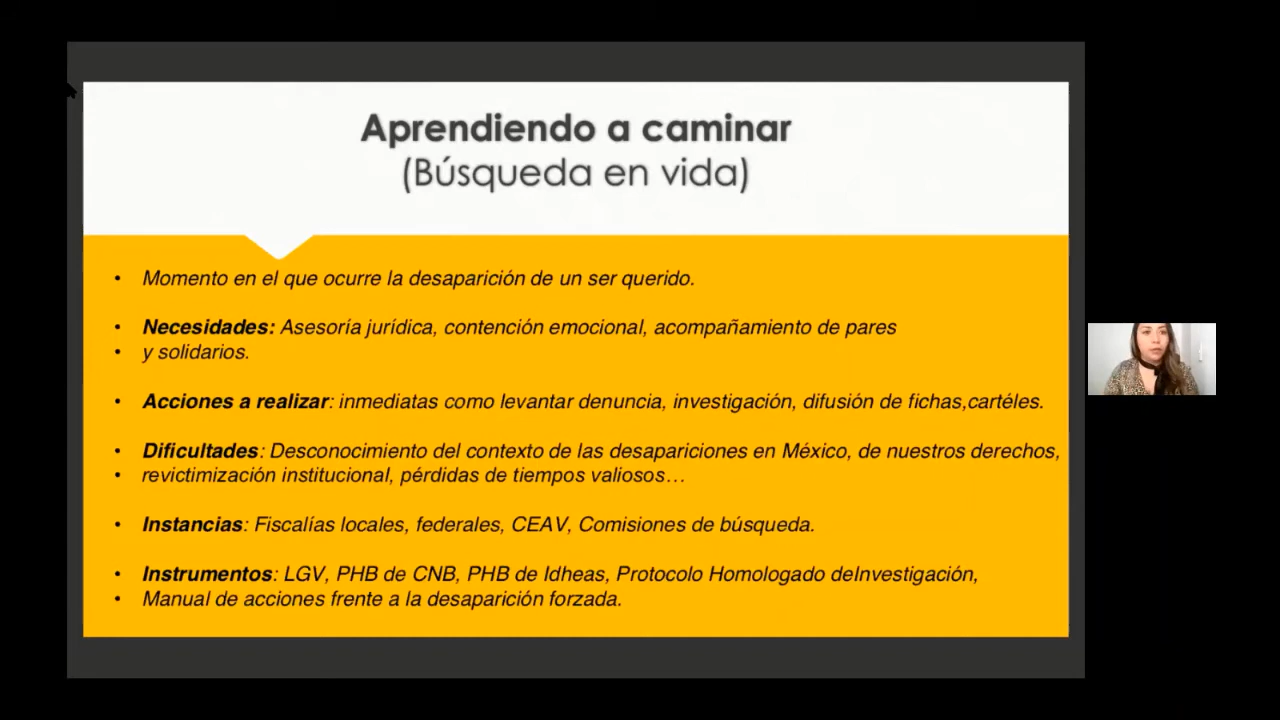 Aprendiendo a caminar
(Búsqueda en vida)
• Momento en el que ocurre la desaparición de un ser querido.
• Necesidades: Asesoría jurídica, contención emocional, acompañamiento de pares
• y solidarios.
• Acciones a realizar: inmediatas como levantar denuncia, investigación, difusión de fichas,cartéles.
• Dificultades: Desconocimiento del contexto de las desapariciones en México, de nuestros derechos,
• revictimización institucional, pérdidas de tiempos valiosos…
• Instancias: Fiscalías locales, federales, CEAV, Comisiones de búsqueda.
• Instrumentos: LGV, PHB de CNB, PHB de Idheas, Protocolo Homologado deInvestigación,
• Manual de acciones frente a la desaparición forzada.